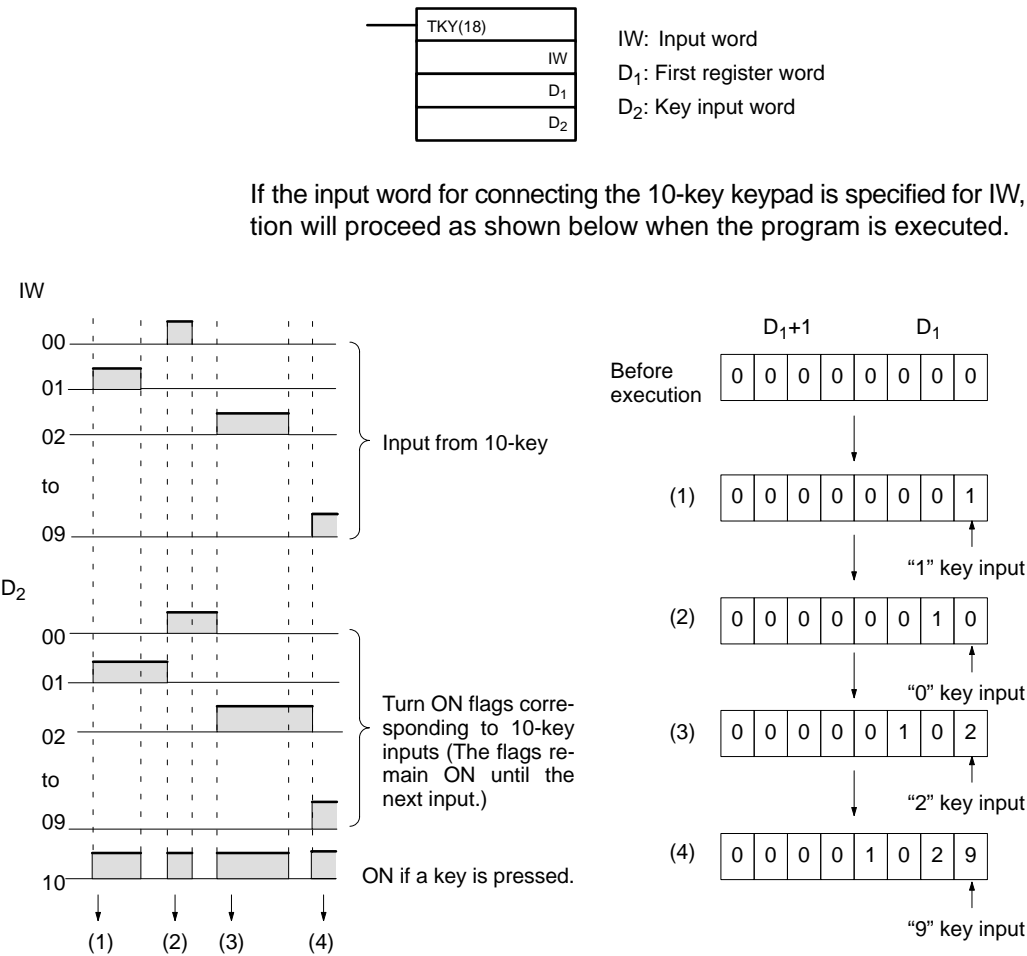 TKY(18)
IW
D1
D2
IW: Input word
D1: First register word
D2: Key input word
If the input word for connecting the 10-key keypad is specified for IW,
tion will proceed as shown below when the program is executed.
IW
00
01
02
to
09
Input from 10-key
D2
00
01
02
to
09
10
Turn ON flags corre-
sponding to 10-key
inputs (The flags re-
main ON until the
next input.)
ON if a key is pressed.
(1) (2) (3) (4)
D1+1 D1
Before
execution
0 0 0 0 0 0 0 0
(1) 0 0 0 0 0 0 0 1
“1” key input
(2) 0 0 0 0 0 0 1 0
“0” key input
(3) 0 0 0 0 0 1 0 2
“2” key input
(4) 0 0 0 0 1 0 2 9
“9” key input